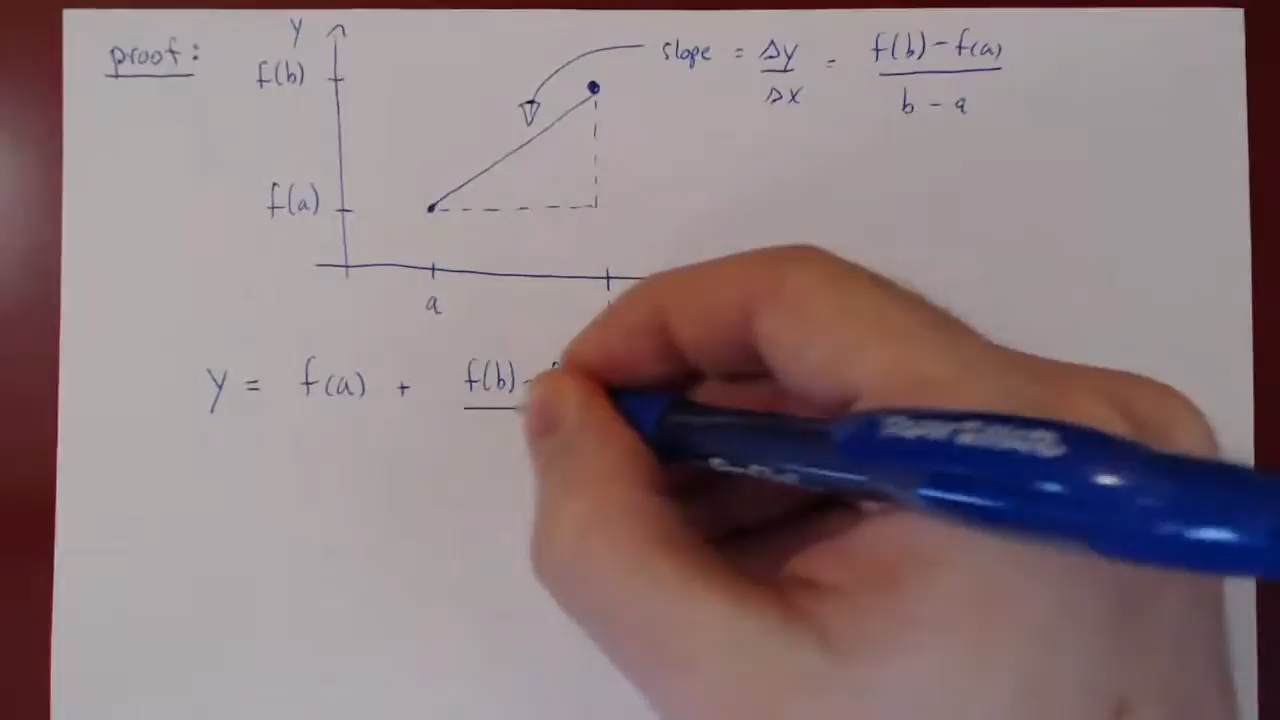 proof:
y
f(b)
slope = Δy/Δx = f(b) - f(a)/b - a
f(a)
a
y = f(a) + f(b) -